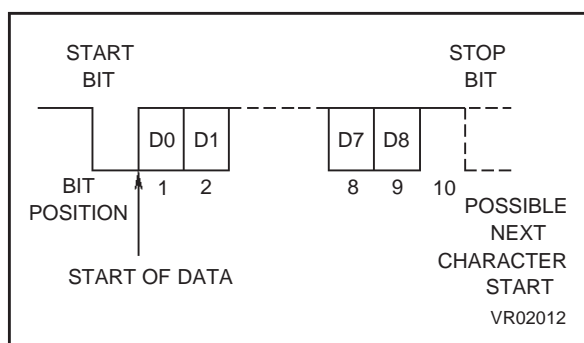 START
BIT
STOP
BIT
D0 D1 D7 D8
BIT
POSITION
1 2 8 9 10
POSSIBLE
NEXT
CHARACTER
START
START OF DATA
VR02012